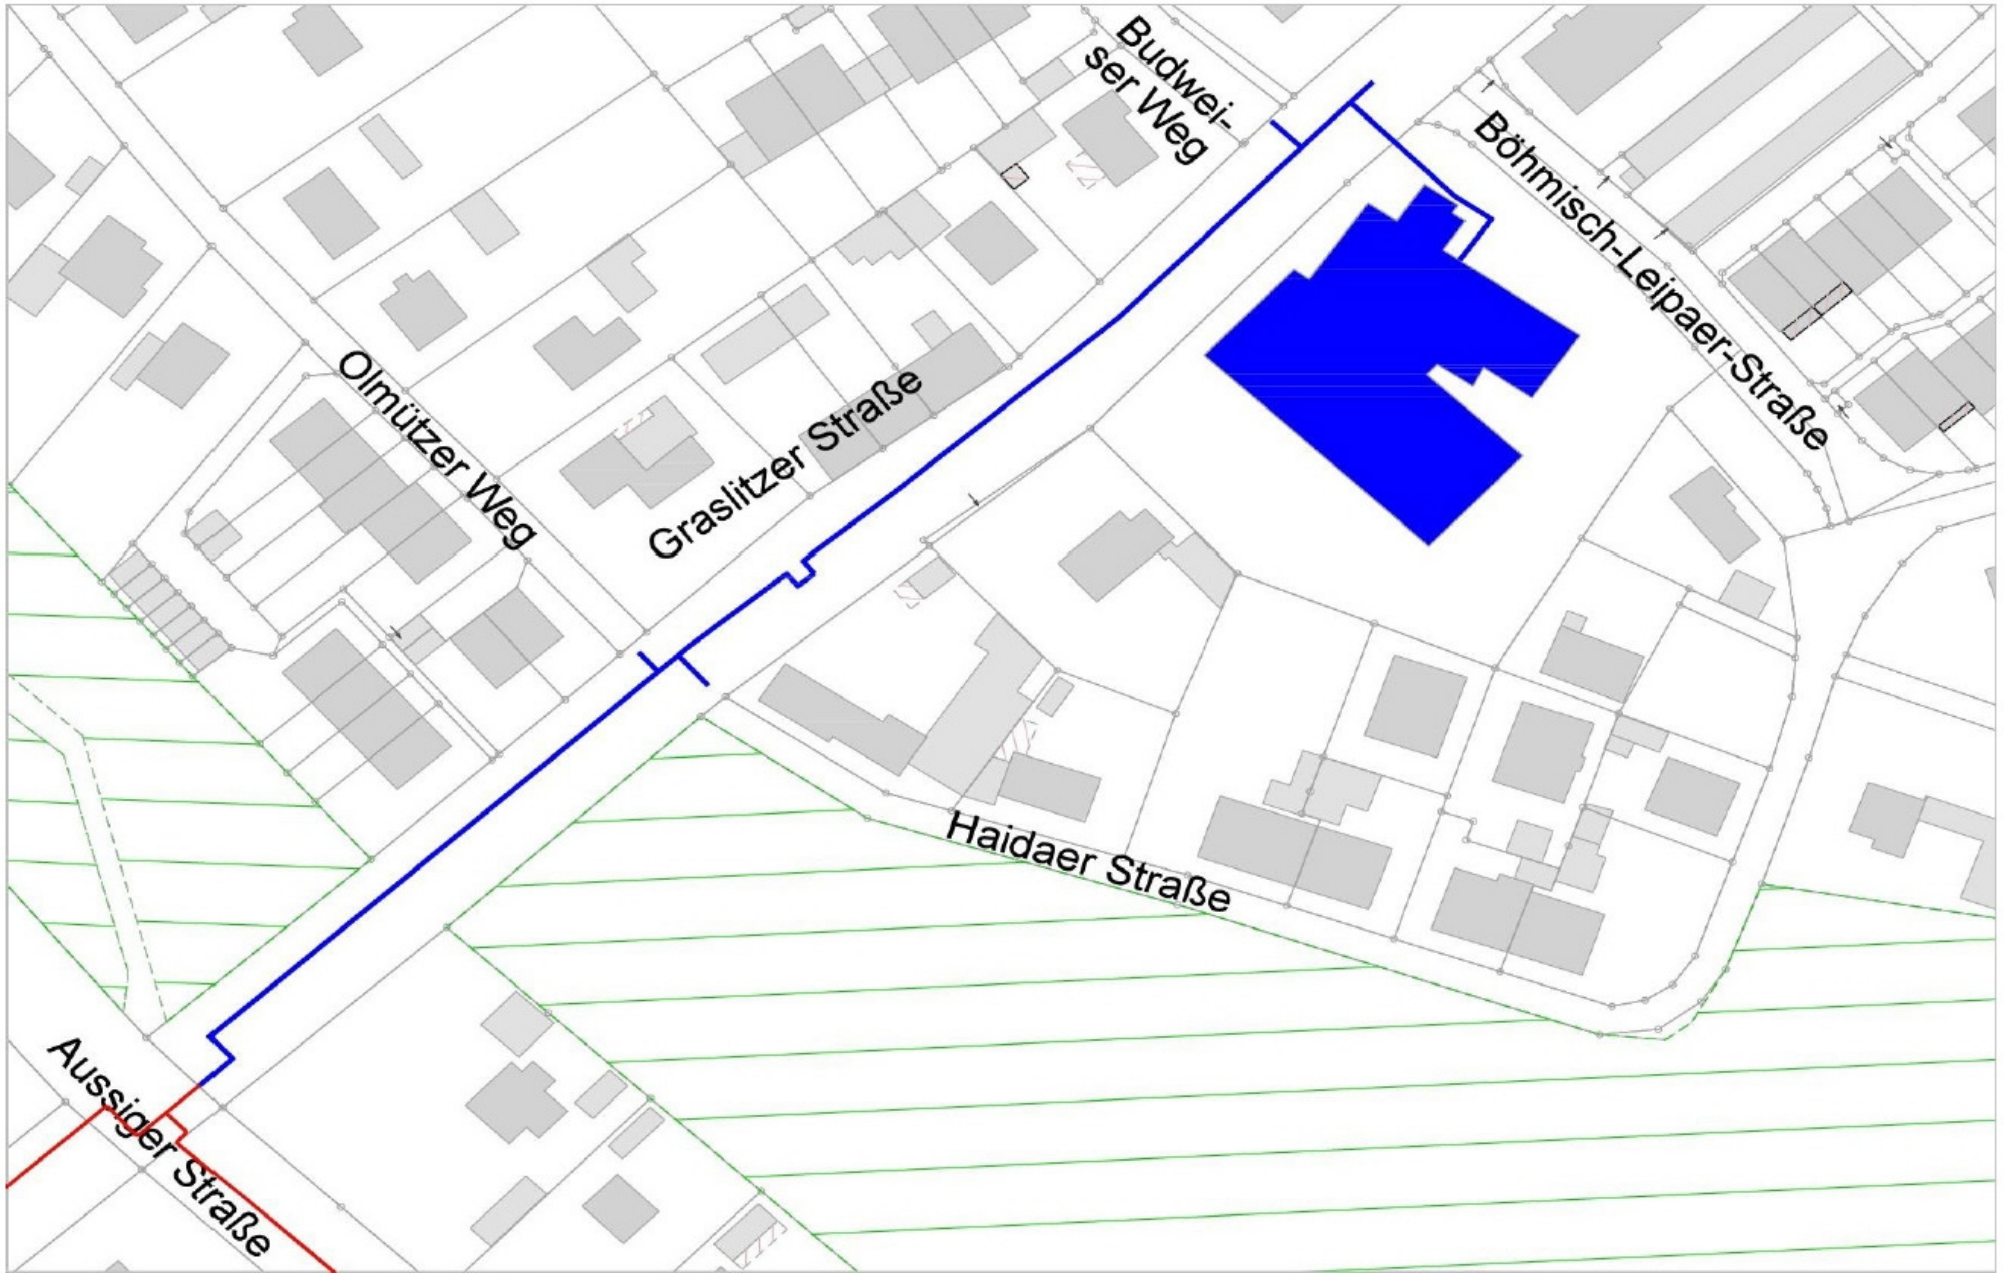 Budwei-
ser Weg
Böhmisch-Leipaer-Straße
Olmützer Weg
Graslitzer Straße
Haidaer Straße
Aussiger Straße